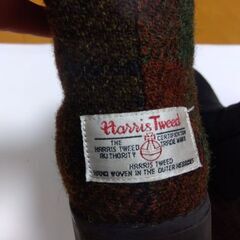 Harris Tweed
THE CERTIFICATION
HARRIS TWEED TRADE MARK
AUTHORITY
HARRIS TWEED
HAND WOVEN IN THE OUTER HEBRIDES